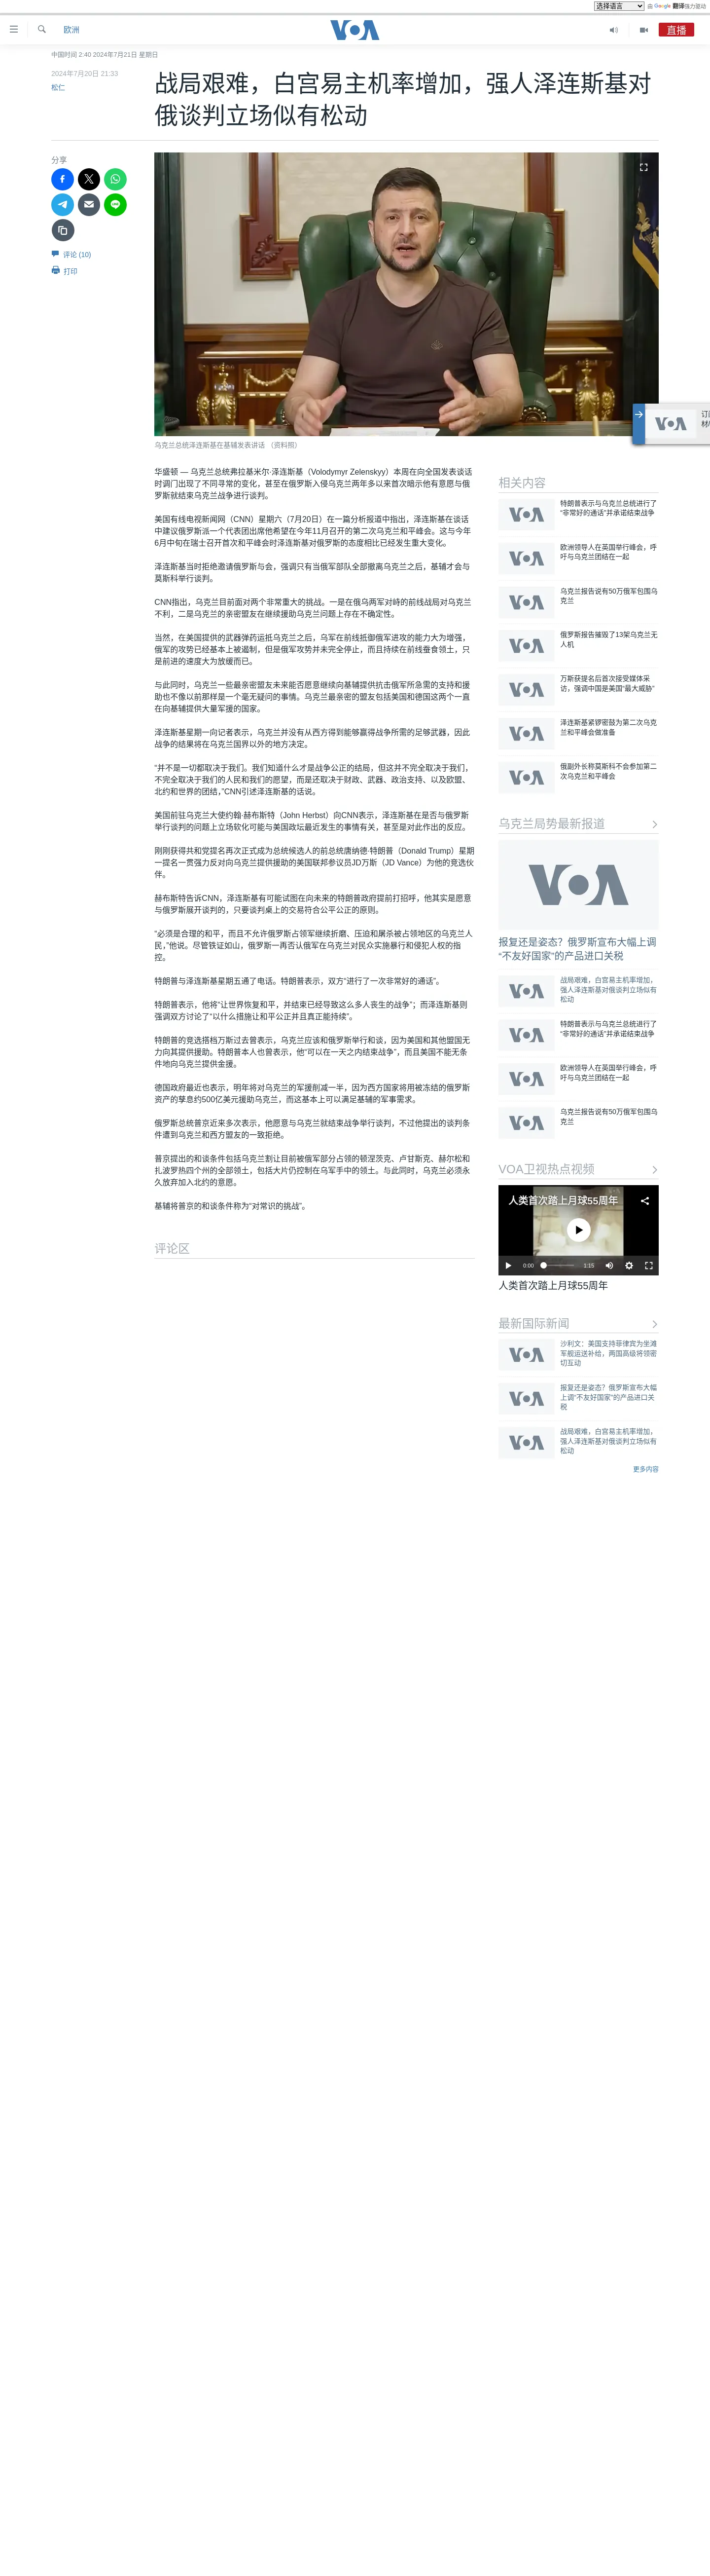 选择语言
由 Google 翻译强力驱动
欧洲
VOA
直播
中国时间 2:40 2024年7月21日 星期日
2024年7月20日 21:33
松仁
战局艰难，白宫易主机率增加，强人泽连斯基对
俄谈判立场似有松动
分享
评论 (10)
打印
乌克兰总统泽连斯基在基辅发表讲话 （资料照）
华盛顿 — 乌克兰总统弗拉基米尔·泽连斯基（Volodymyr Zelenskyy）本周在向全国发表谈话
时调门出现了不同寻常的变化，甚至在俄罗斯入侵乌克兰两年多以来首次暗示他有意愿与俄
罗斯就结束乌克兰战争进行谈判。
美国有线电视新闻网（CNN）星期六（7月20日）在一篇分析报道中指出，泽连斯基在谈话
中建议俄罗斯派一个代表团出席他希望在今年11月召开的第二次乌克兰和平峰会。这与今年
6月中旬在瑞士召开首次和平峰会时泽连斯基对俄罗斯的态度相比已经发生重大变化。
泽连斯基当时拒绝邀请俄罗斯与会，强调只有当俄军部队全部撤离乌克兰之后，基辅才会与
莫斯科举行谈判。
CNN指出，乌克兰目前面对两个非常重大的挑战。一是在俄乌两军对峙的前线战局对乌克兰
不利，二是乌克兰的亲密盟友在继续援助乌克兰问题上存在不确定性。
当然，在美国提供的武器弹药运抵乌克兰之后，乌军在前线抵御俄军进攻的能力大为增强，
俄军的攻势已经基本上被遏制，但是俄军攻势并未完全停止，而且持续在前线蚕食领土，只
是前进的速度大为放缓而已。
与此同时，乌克兰一些最亲密盟友未来能否愿意继续向基辅提供抗击俄军所急需的支持和援
助也不像以前那样是一个毫无疑问的事情。乌克兰最亲密的盟友包括美国和德国这两个一直
在向基辅提供大量军援的国家。
泽连斯基星期一向记者表示，乌克兰并没有从西方得到能够赢得战争所需的足够武器，因此
战争的结果将在乌克兰国界以外的地方决定。
“并不是一切都取决于我们。我们知道什么才是战争公正的结局，但这并不完全取决于我们，
不完全取决于我们的人民和我们的愿望，而是还取决于财政、武器、政治支持、以及欧盟、
北约和世界的团结，”CNN引述泽连斯基的话说。
美国前驻乌克兰大使约翰·赫布斯特（John Herbst）向CNN表示，泽连斯基在是否与俄罗斯
举行谈判的问题上立场软化可能与美国政坛最近发生的事情有关，甚至是对此作出的反应。
刚刚获得共和党提名再次正式成为总统候选人的前总统唐纳德·特朗普（Donald Trump）星期
一提名一贯强力反对向乌克兰提供援助的美国联邦参议员JD万斯（JD Vance）为他的竞选伙
伴。
赫布斯特告诉CNN，泽连斯基有可能试图在向未来的特朗普政府提前打招呼，他其实是愿意
与俄罗斯展开谈判的，只要谈判桌上的交易符合公平公正的原则。
“必须是合理的和平，而且不允许俄罗斯占领军继续折磨、压迫和屠杀被占领地区的乌克兰人
民，”他说。尽管铁证如山，俄罗斯一再否认俄军在乌克兰对民众实施暴行和侵犯人权的指
控。
特朗普与泽连斯基星期五通了电话。特朗普表示，双方“进行了一次非常好的通话”。
特朗普表示，他将“让世界恢复和平，并结束已经导致这么多人丧生的战争”；而泽连斯基则
强调双方讨论了“以什么措施让和平公正并且真正能持续”。
特朗普的竞选搭档万斯过去曾表示，乌克兰应该和俄罗斯举行和谈，因为美国和其他盟国无
力向其提供援助。特朗普本人也曾表示，他“可以在一天之内结束战争”，而且美国不能无条
件地向乌克兰提供金援。
德国政府最近也表示，明年将对乌克兰的军援削减一半，因为西方国家将用被冻结的俄罗斯
资产的孳息约500亿美元援助乌克兰，而这基本上可以满足基辅的军事需求。
俄罗斯总统普京近来多次表示，他愿意与乌克兰就结束战争举行谈判，不过他提出的谈判条
件遭到乌克兰和西方盟友的一致拒绝。
普京提出的和谈条件包括乌克兰割让目前被俄军部分占领的顿涅茨克、卢甘斯克、赫尔松和
扎波罗热四个州的全部领土，包括大片仍控制在乌军手中的领土。与此同时，乌克兰必须永
久放弃加入北约的意愿。
基辅将普京的和谈条件称为“对常识的挑战”。
评论区
VOA
订
材
相关内容
VOA
特朗普表示与乌克兰总统进行了
“非常好的通话”并承诺结束战争
VOA
欧洲领导人在英国举行峰会，呼
吁与乌克兰团结在一起
VOA
乌克兰报告说有50万俄军包围乌
克兰
VOA
俄罗斯报告摧毁了13架乌克兰无
人机
VOA
万斯获提名后首次接受媒体采
访，强调中国是美国“最大威胁”
VOA
泽连斯基紧锣密鼓为第二次乌克
兰和平峰会做准备
VOA
俄副外长称莫斯科不会参加第二
次乌克兰和平峰会
乌克兰局势最新报道
VOA
报复还是姿态？俄罗斯宣布大幅上调
“不友好国家”的产品进口关税
VOA
战局艰难，白宫易主机率增加，
强人泽连斯基对俄谈判立场似有
松动
VOA
特朗普表示与乌克兰总统进行了
“非常好的通话”并承诺结束战争
VOA
欧洲领导人在英国举行峰会，呼
吁与乌克兰团结在一起
VOA
乌克兰报告说有50万俄军包围乌
克兰
VOA卫视热点视频
人类首次踏上月球55周年
0:00
1:15
人类首次踏上月球55周年
最新国际新闻
VOA
沙利文：美国支持菲律宾为坐滩
军舰运送补给，两国高级将领密
切互动
VOA
报复还是姿态？俄罗斯宣布大幅
上调“不友好国家”的产品进口关
税
VOA
战局艰难，白宫易主机率增加，
强人泽连斯基对俄谈判立场似有
松动
更多内容